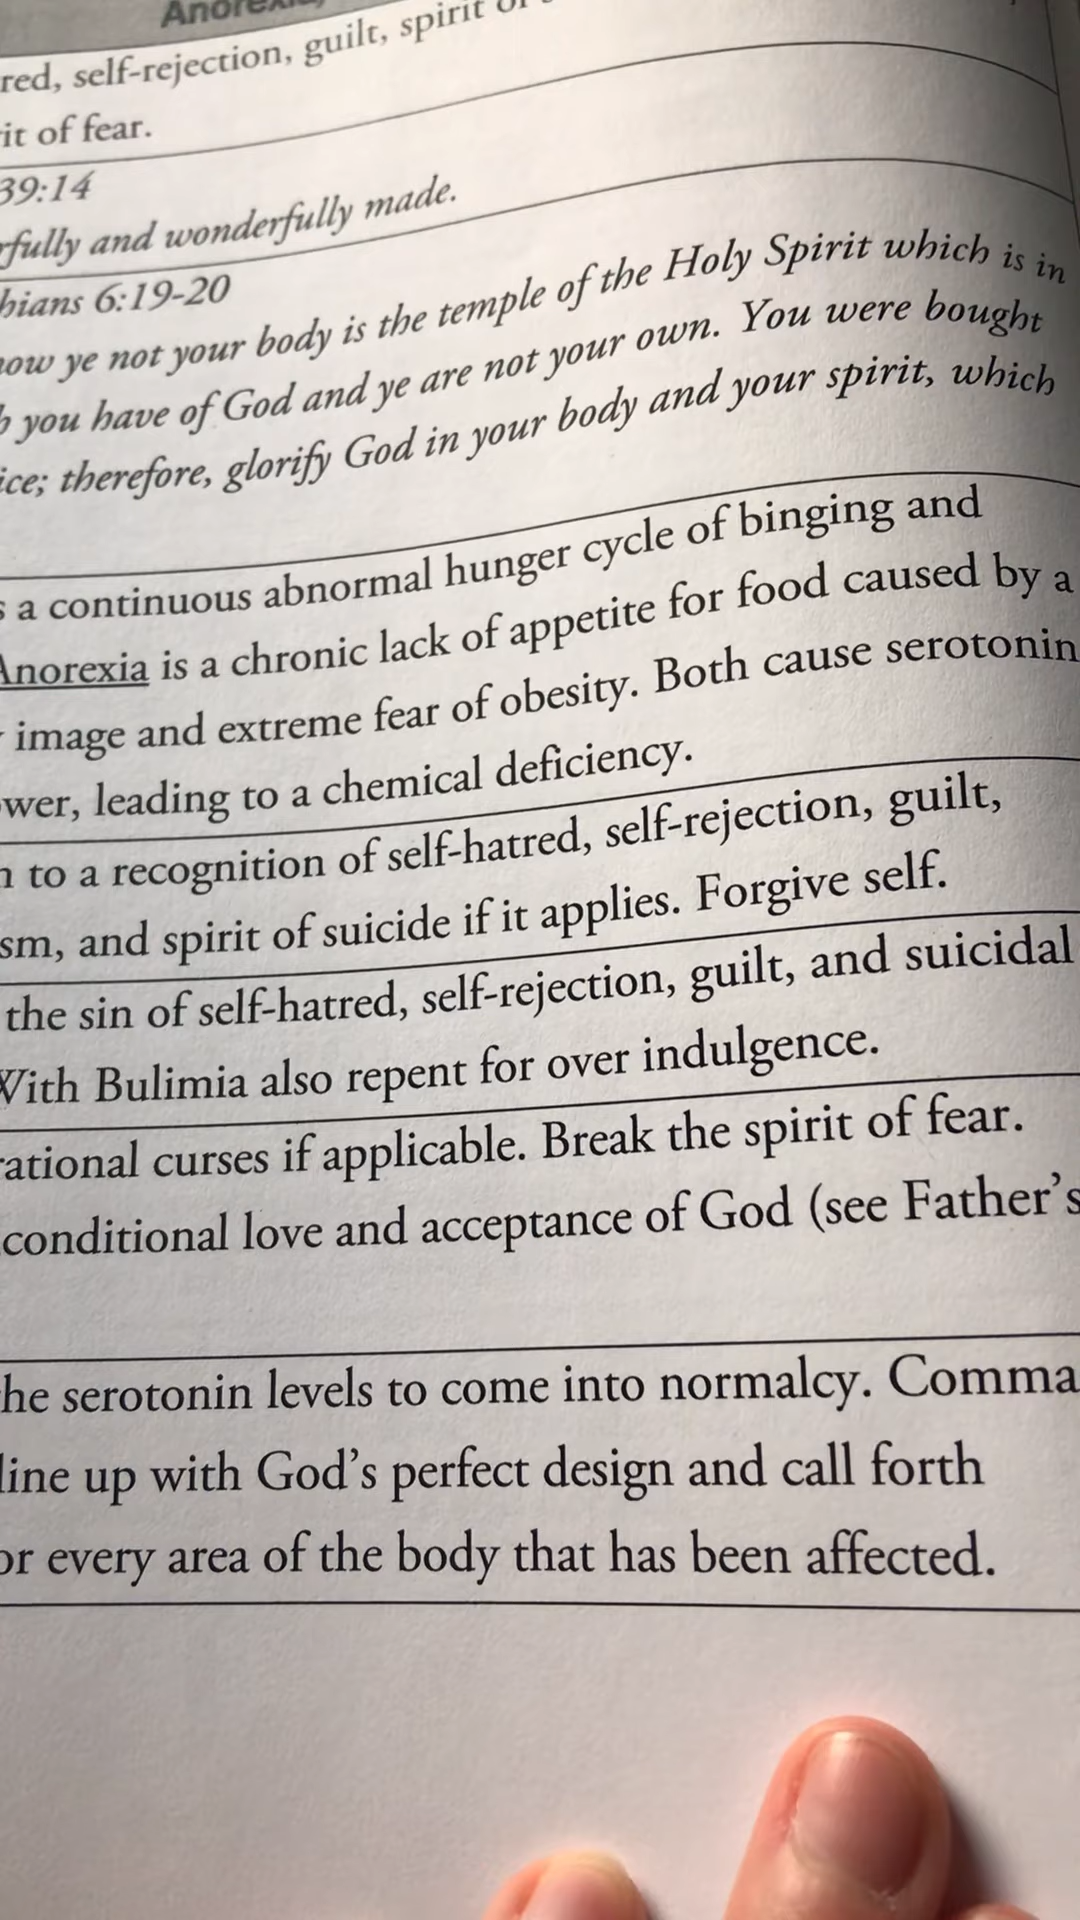 Anorexia,
red, self-rejection, guilt, spirit of
it of fear.
39:14
rfully and wonderfully made.
hians 6:19-20
ow ye not your body is the temple of the Holy Spirit which is in
h you have of God and ye are not your own. You were bought
ice; therefore, glorify God in your body and your spirit, which
s a continuous abnormal hunger cycle of binging and
Anorexia is a chronic lack of appetite for food caused by a
image and extreme fear of obesity. Both cause serotonin
wer, leading to a chemical deficiency.
n to a recognition of self-hatred, self-rejection, guilt,
sm, and spirit of suicide if it applies. Forgive self.
the sin of self-hatred, self-rejection, guilt, and suicidal
With Bulimia also repent for over indulgence.
rational curses if applicable. Break the spirit of fear.
conditional love and acceptance of God (see Father's
he serotonin levels to come into normalcy. Comma
line up with God's perfect design and call forth
or every area of the body that has been affected.